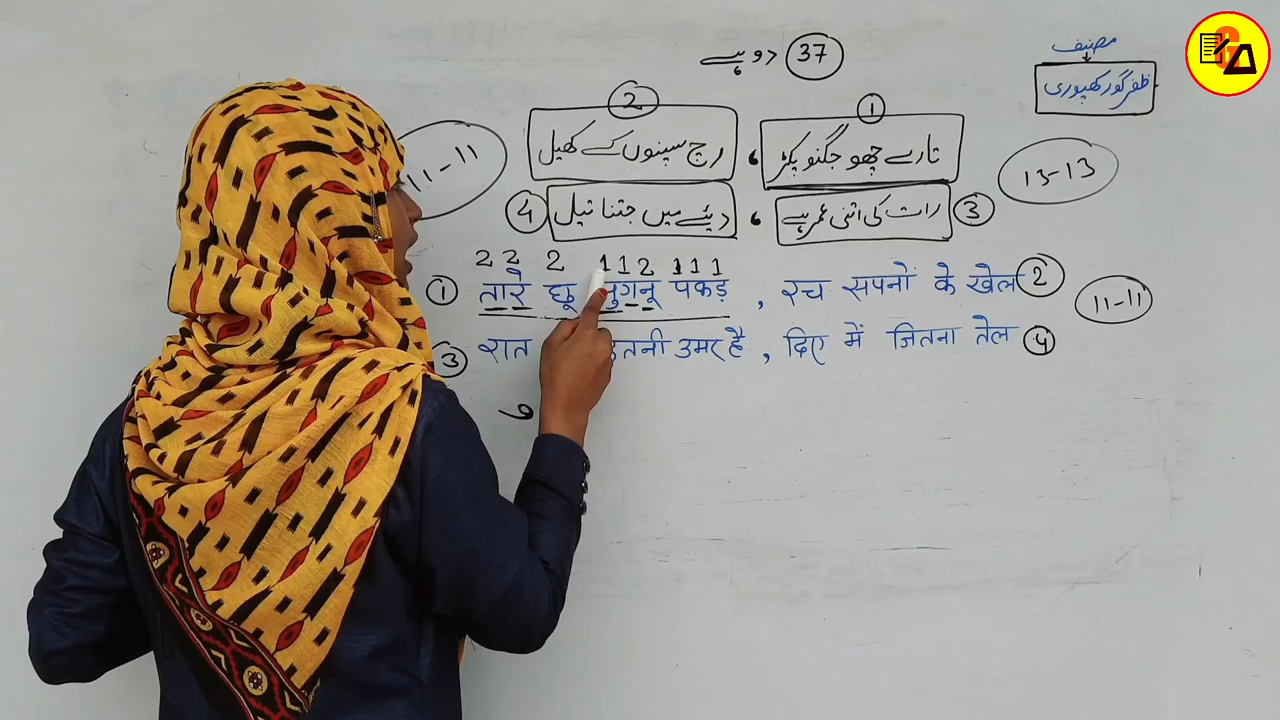 37 دوہے
مصنف
ظفر گورکھپوری
1 2
تارے چھو جگنو پکڑ ، رچ سپنوں کے کھیل
13-13 11-11
3 رات کی اتنی عمر ہے ، دیئے میں جتنا تیل 4
2 2 2 1 1 2 1 1 1
1 तारे छू जुगनू पकड़ , रच सपनों के खेल 2
11-11
3 रात इतनी उमर है , दिए में जितना तेल 4